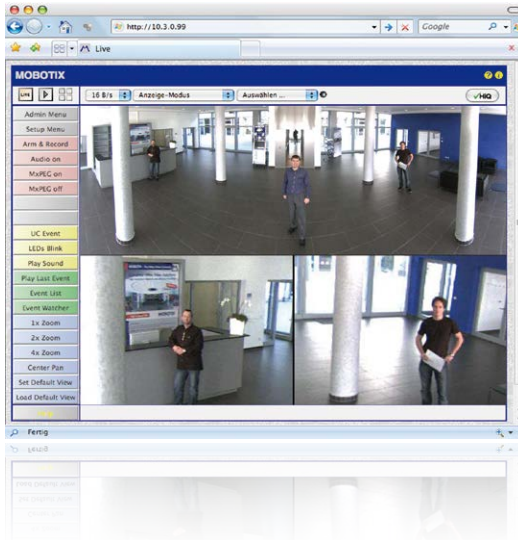 http://10.3.0.99
Google
Live
MOBOTIX
LIVE
16 B/s
Anzeige-Modus
Auswählen ...
HiQ
Admin Menu
Setup Menu
Arm & Record
Audio on
MxPEG on
MxPEG off
UC Event
LEDs Blink
Play Sound
Play Last Event
Event List
Event Watcher
1x Zoom
2x Zoom
4x Zoom
Center Pan
Set Default View
Load Default View
MOBOTIX
Fertig